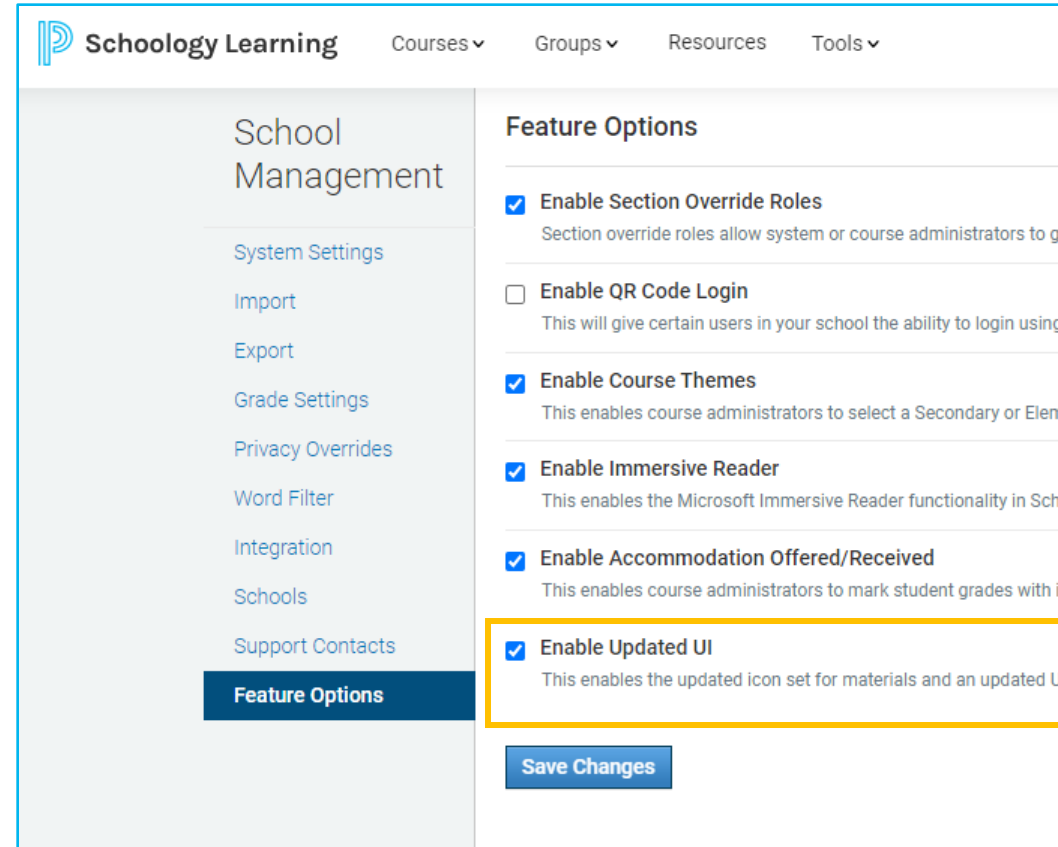 Schoology Learning Courses Groups Resources Tools
School
Management
System Settings
Import
Export
Grade Settings
Privacy Overrides
Word Filter
Integration
Schools
Support Contacts
Feature Options
Feature Options
Enable Section Override Roles
Section override roles allow system or course administrators to
Enable QR Code Login
This will give certain users in your school the ability to login using
Enable Course Themes
This enables course administrators to select a Secondary or
Enable Immersive Reader
This enables the Microsoft Immersive Reader functionality in
Enable Accommodation Offered/Received
This enables course administrators to mark student grades with
Enable Updated UI
This enables the updated icon set for materials and an updated
Save Changes